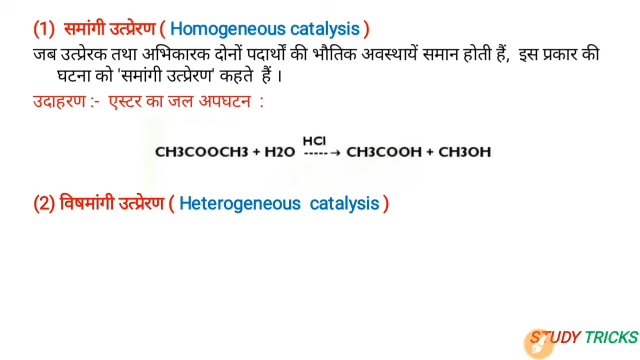 (1) समांगी उत्प्रेरण ( Homogeneous catalysis )
जब उत्प्रेरक तथा अभिकारक दोनों पदार्थों की भौतिक अवस्थायें समान होती हैं, इस प्रकार की
घटना को 'समांगी उत्प्रेरण' कहते हैं ।
उदाहरण :- एस्टर का जल अपघटन :
HCl
CH3COOCH3 + H2O -----→ CH3COOH + CH3OH
(2) विषमांगी उत्प्रेरण ( Heterogeneous catalysis )
STUDY TRICKS